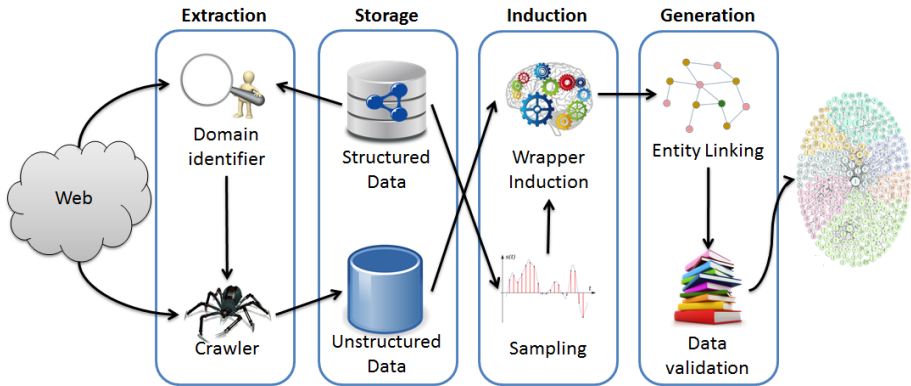 Extraction
Storage
Induction
Generation
Web
Domain
identifier
Structured
Data
Wrapper
Induction
Entity Linking
s(t)
t
Crawler
Unstructured
Data
Sampling
Data
validation